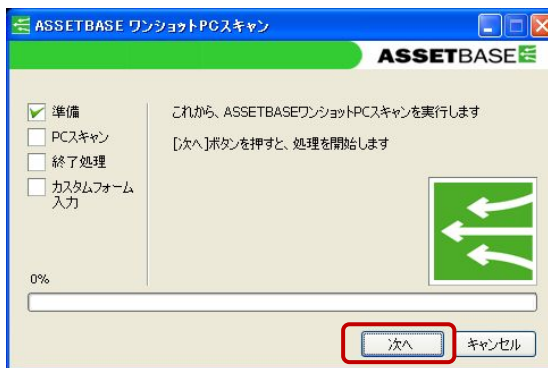 ASSETBASE ワンショットPCスキャン
ASSETBASE
準備
PCスキャン
終了処理
カスタムフォーム
入力
これから、ASSETBASEワンショットPCスキャンを実行します
[次へ]ボタンを押すと、処理を開始します
0%
次へ
キャンセル